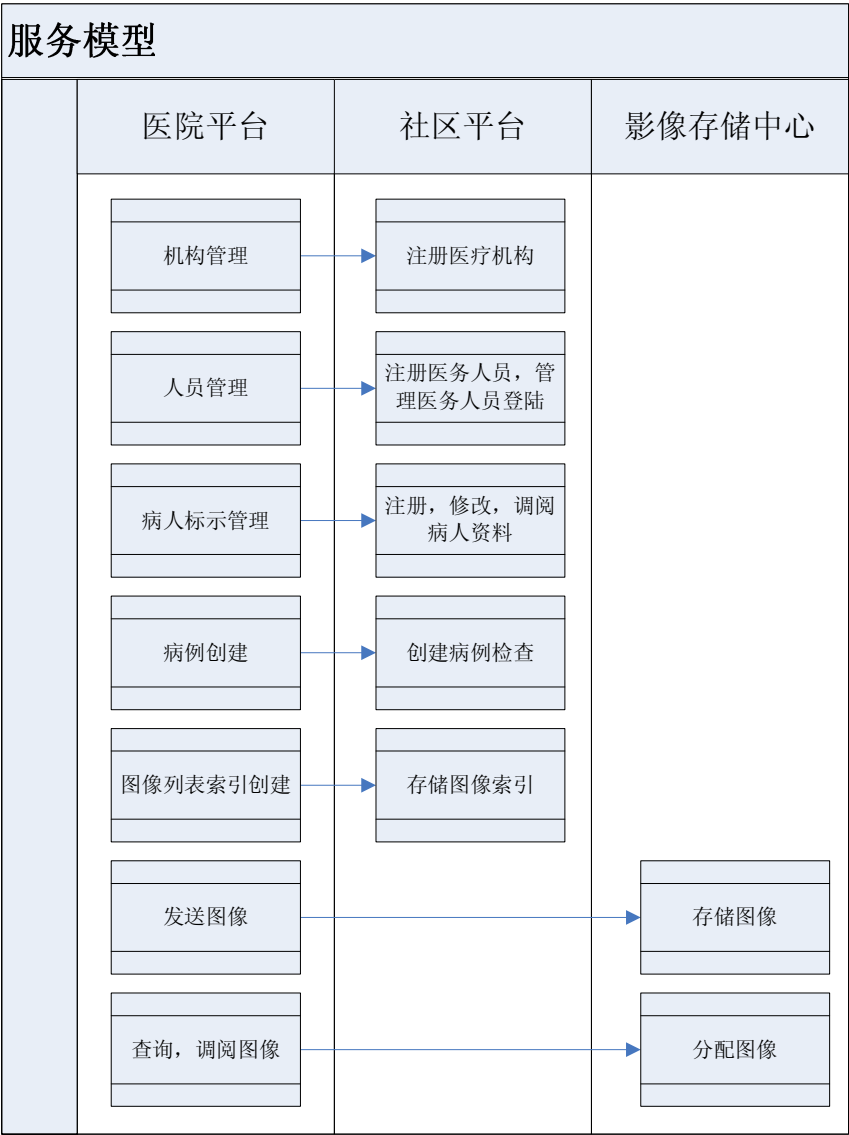 服务模型
医院平台
社区平台
影像存储中心
机构管理
注册医疗机构
人员管理
注册医务人员，管
理医务人员登陆
病人标示管理
注册，修改，调阅
病人资料
病例创建
创建病例检查
图像列表索引创建
存储图像索引
发送图像
存储图像
查询，调阅图像
分配图像